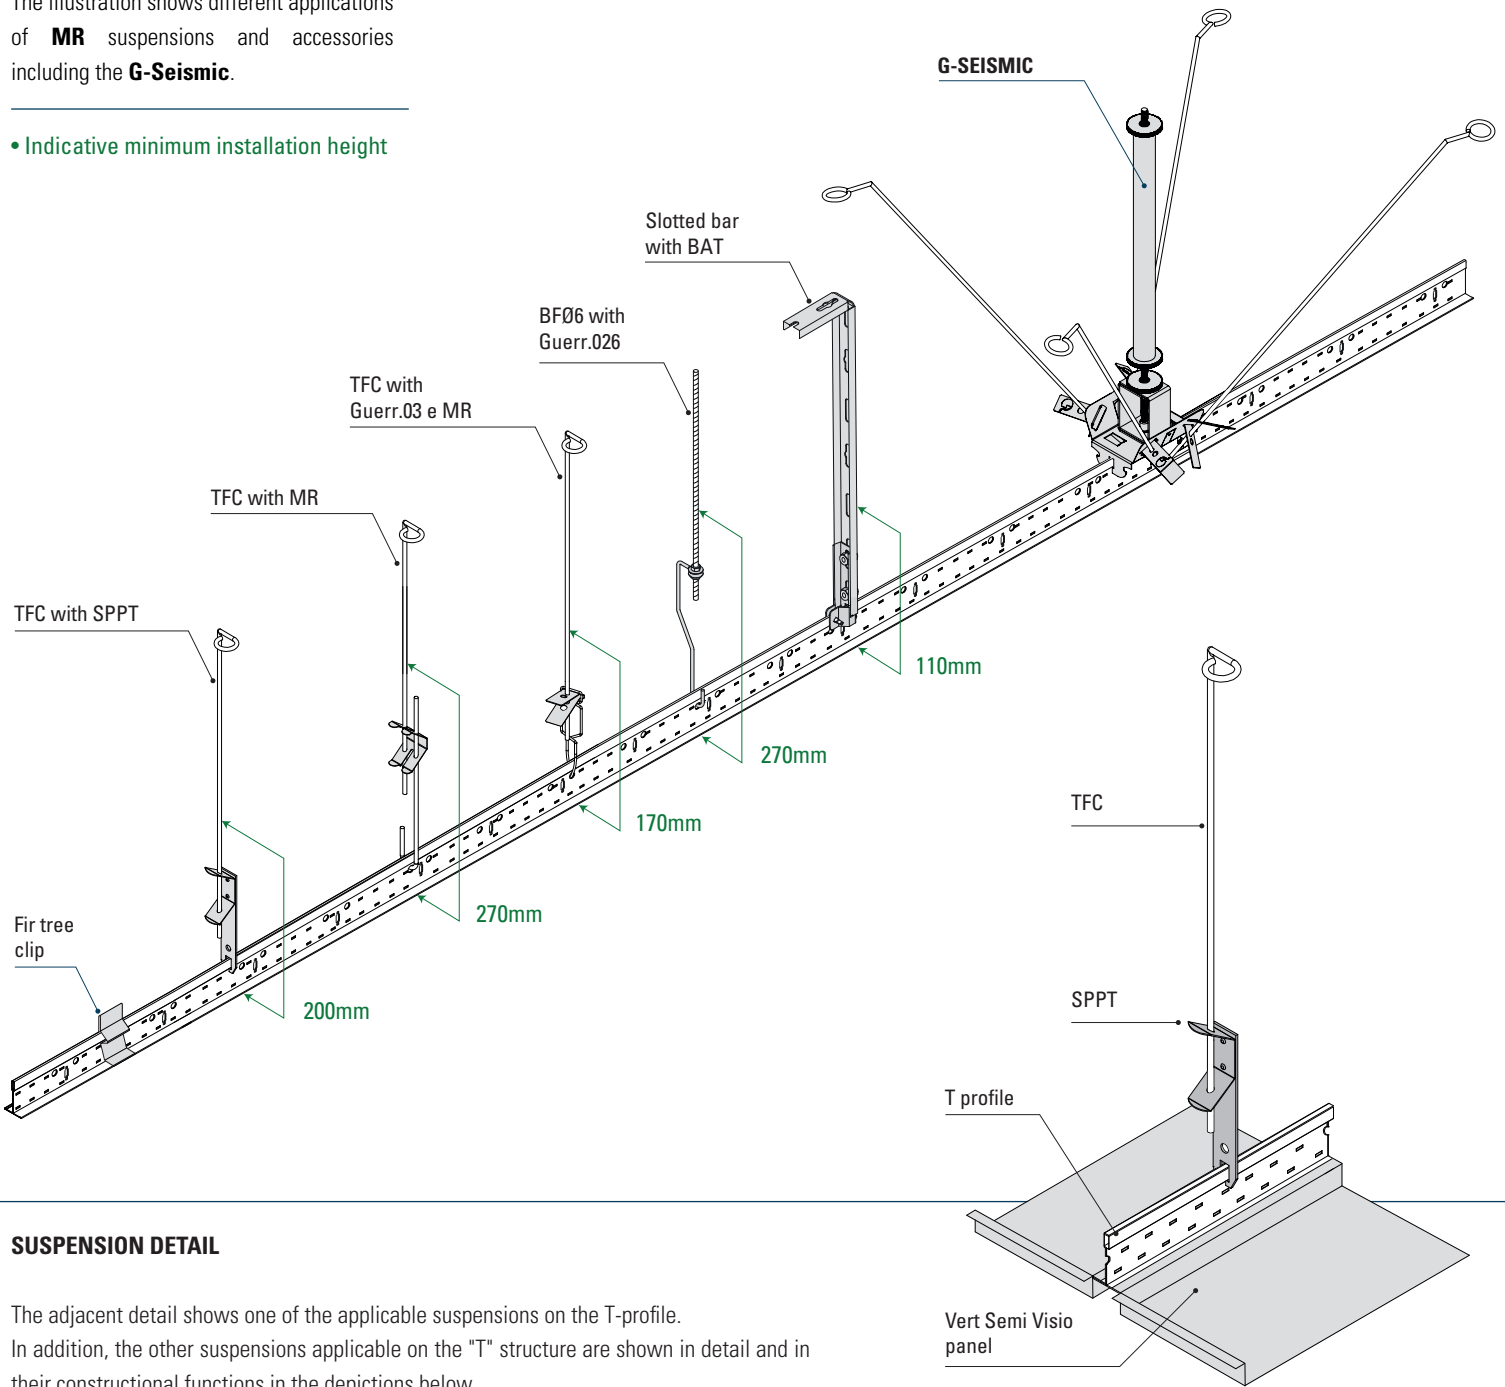 The illustration shows different applications
of MR suspensions and accessories
including the G-Seismic.
• Indicative minimum installation height
G-SEISMIC
Slotted bar
with BAT
BFØ6 with
Guerr.026
TFC with
Guerr.03 e MR
TFC with MR
TFC with SPPT
Fir tree
clip
110mm
270mm
170mm
270mm
200mm
TFC
SPPT
T profile
Vert Semi Visio
panel
SUSPENSION DETAIL
The adjacent detail shows one of the applicable suspensions on the T-profile.
In addition, the other suspensions applicable on the "T" structure are shown in detail and in
their constructional functions in the depictions below.